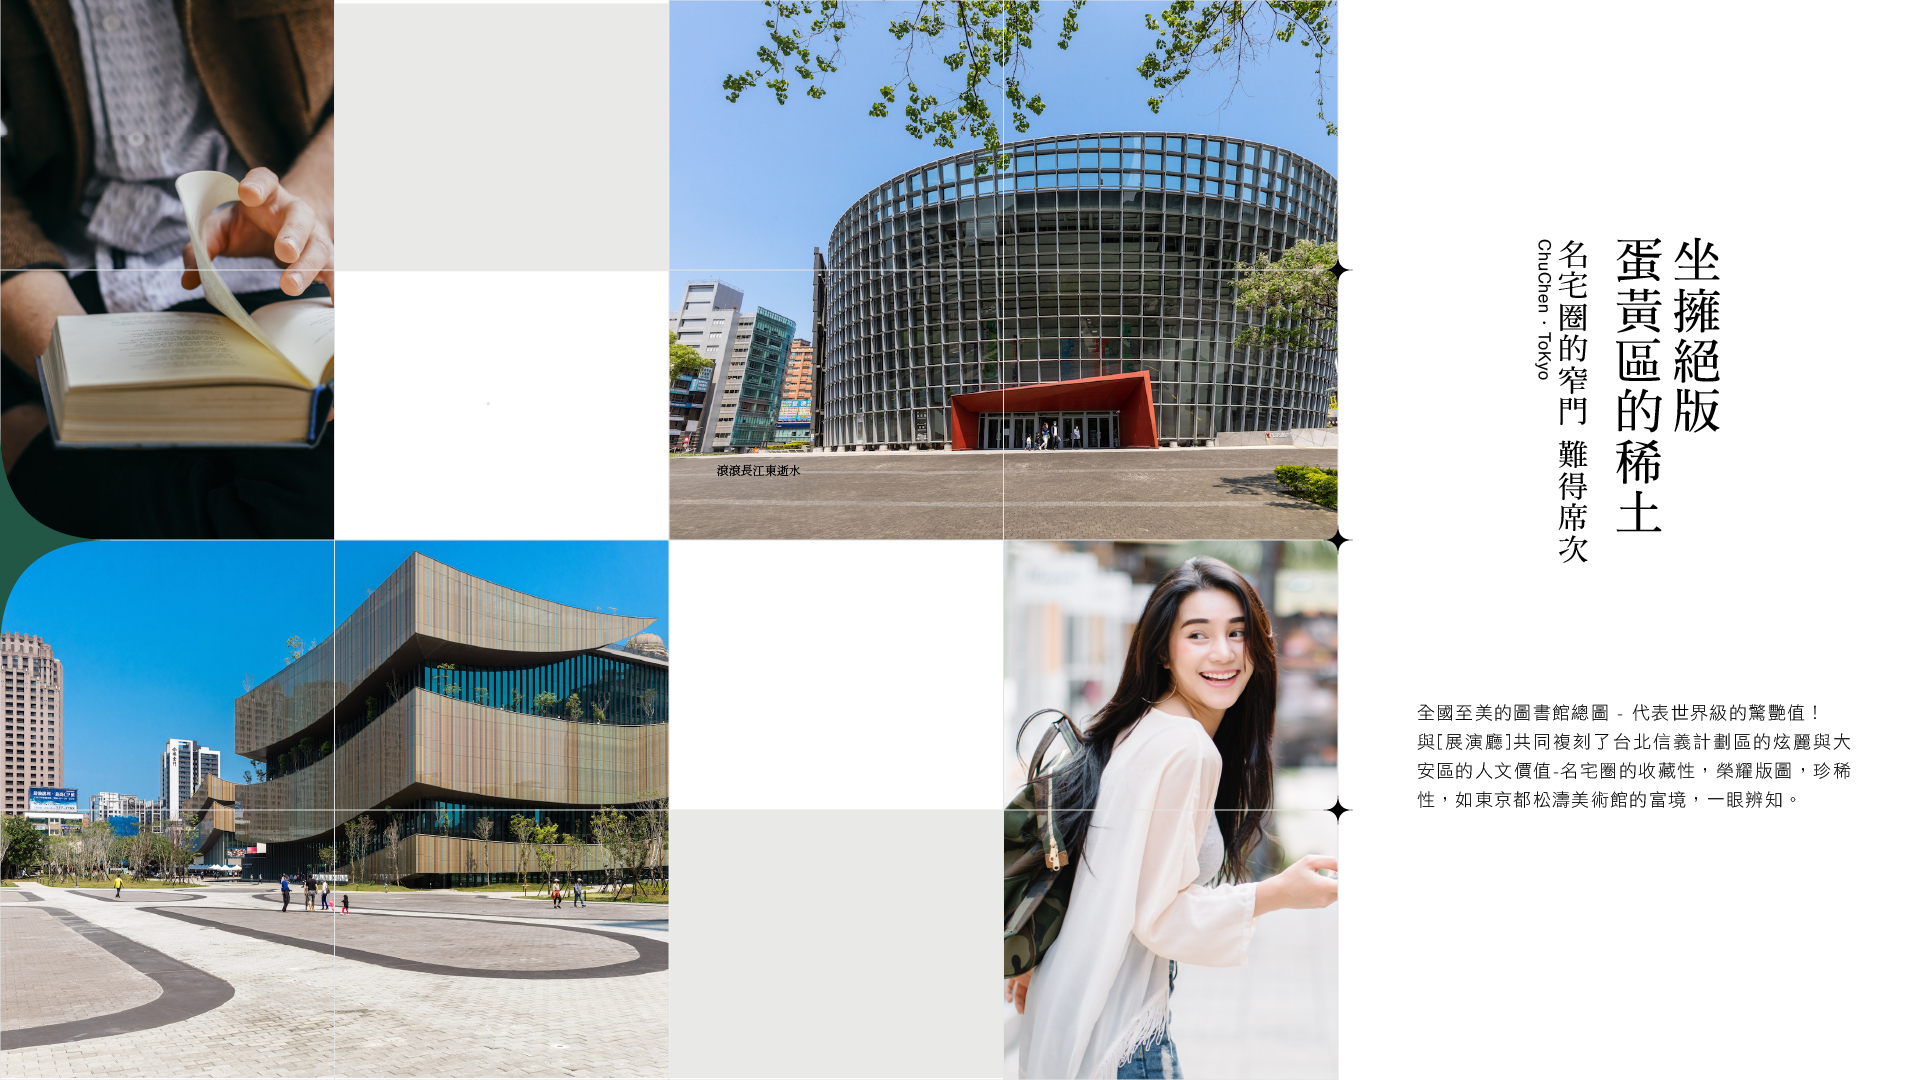 坐擁絕版
蛋黃區的稀土
名宅圈的窄門 難得席次
ChuChen · ToKyo
滾滾長江東逝水
全國至美的圖書館總圖 - 代表世界級的驚艷值！
與[展演廳]共同複刻了台北信義計劃區的炫麗與大
安區的人文價值-名宅圈的收藏性，榮耀版圖，珍稀
性，如東京都松濤美術館的富境，一眼辨知。